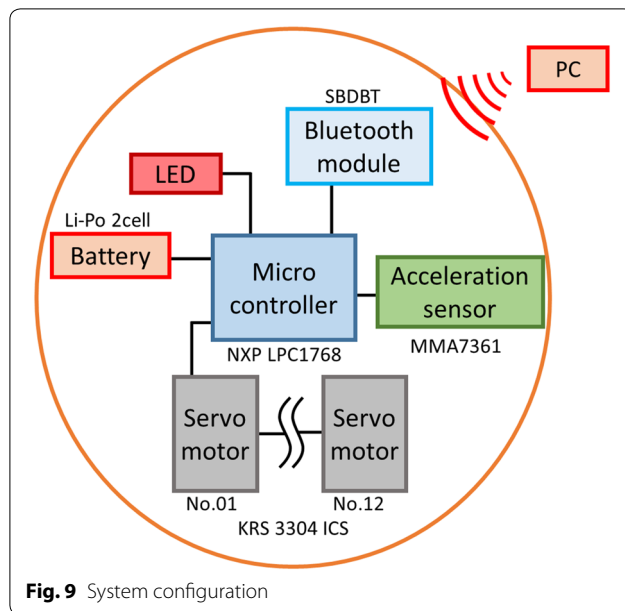 PC
SBDBT
Bluetooth
module
LED
Li-Po 2cell
Battery
Micro
controller
NXP LPC1768
Acceleration
sensor
MMA7361
Servo
motor
No.01
Servo
motor
No.12
KRS 3304 ICS
Fig. 9 System configuration